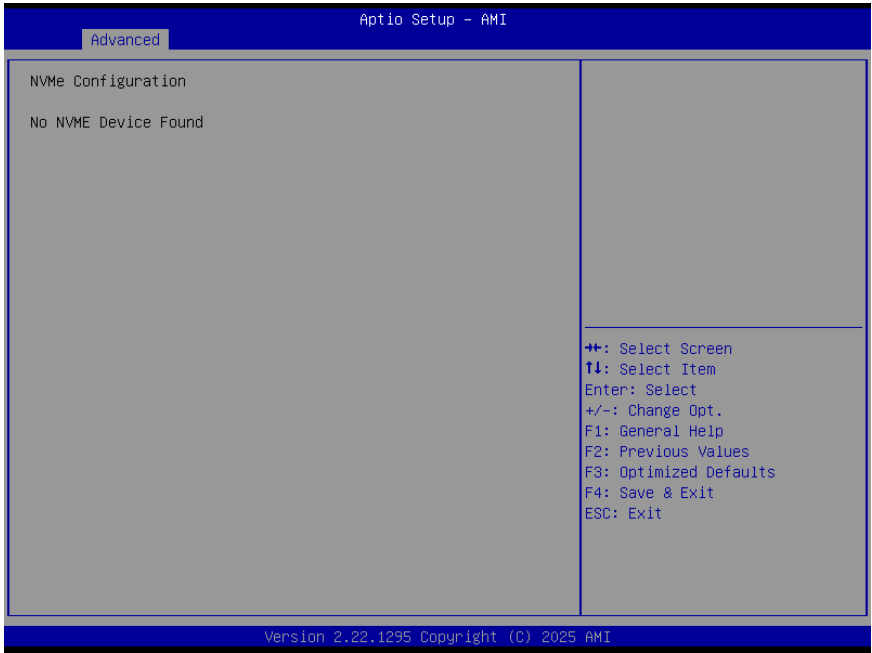 Aptio Setup – AMI
Advanced
NVMe Configuration
No NVME Device Found
→←: Select Screen
↑↓: Select Item
Enter: Select
+/-: Change Opt.
F1: General Help
F2: Previous Values
F3: Optimized Defaults
F4: Save & Exit
ESC: Exit
Version 2.22.1295 Copyright (C) 2025 AMI